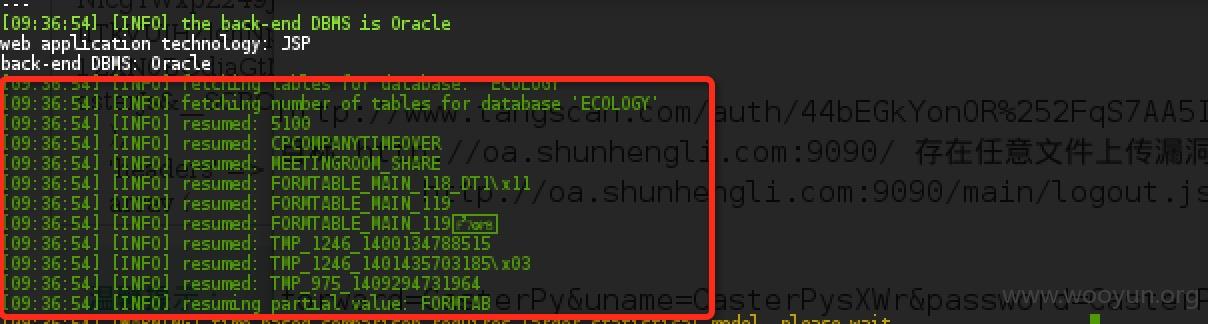 ---
[09:36:54] [INFO] the back-end DBMS is Oracle
web application technology: JSP
back-end DBMS: Oracle
[09:36:54] [INFO] fetching tables for database: 'ECOLOGY'
[09:36:54] [INFO] fetching number of tables for database 'ECOLOGY'
[09:36:54] [INFO] resumed: 5100
[09:36:54] [INFO] resumed: CPCOMPANYTIMEOVER
[09:36:54] [INFO] resumed: MEETINGROOM_SHARE
[09:36:54] [INFO] resumed: FORMTABLE_MAIN_118_DT1\x11
[09:36:54] [INFO] resumed: FORMTABLE_MAIN_119
[09:36:54] [INFO] resumed: FORMTABLE_MAIN_119
[09:36:54] [INFO] resumed: TMP_1246_1400134788515
[09:36:54] [INFO] resumed: TMP_1246_1401435703185\x03
[09:36:54] [INFO] resumed: TMP_975_1409294731964
[09:36:54] [INFO] resuming partial value: FORMTAB
ttp://www.tangscan.com/auth/44bEGkYonOR%252FqS7AA5I
//oa.shunhengli.com:9090/ 存在任意文件上传漏洞
tp://oa.shunhengli.com:9090/main/logout.js
CasterPy&uname=CasterPysXWr&password=CasterPy
www.wooyun.org